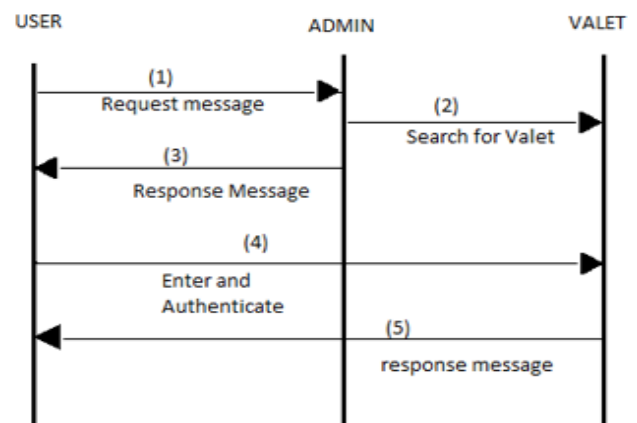 USER
ADMIN
VALET
(1)
Request message
(2)
Search for Valet
(3)
Response Message
(4)
Enter and
Authenticate
(5)
response message